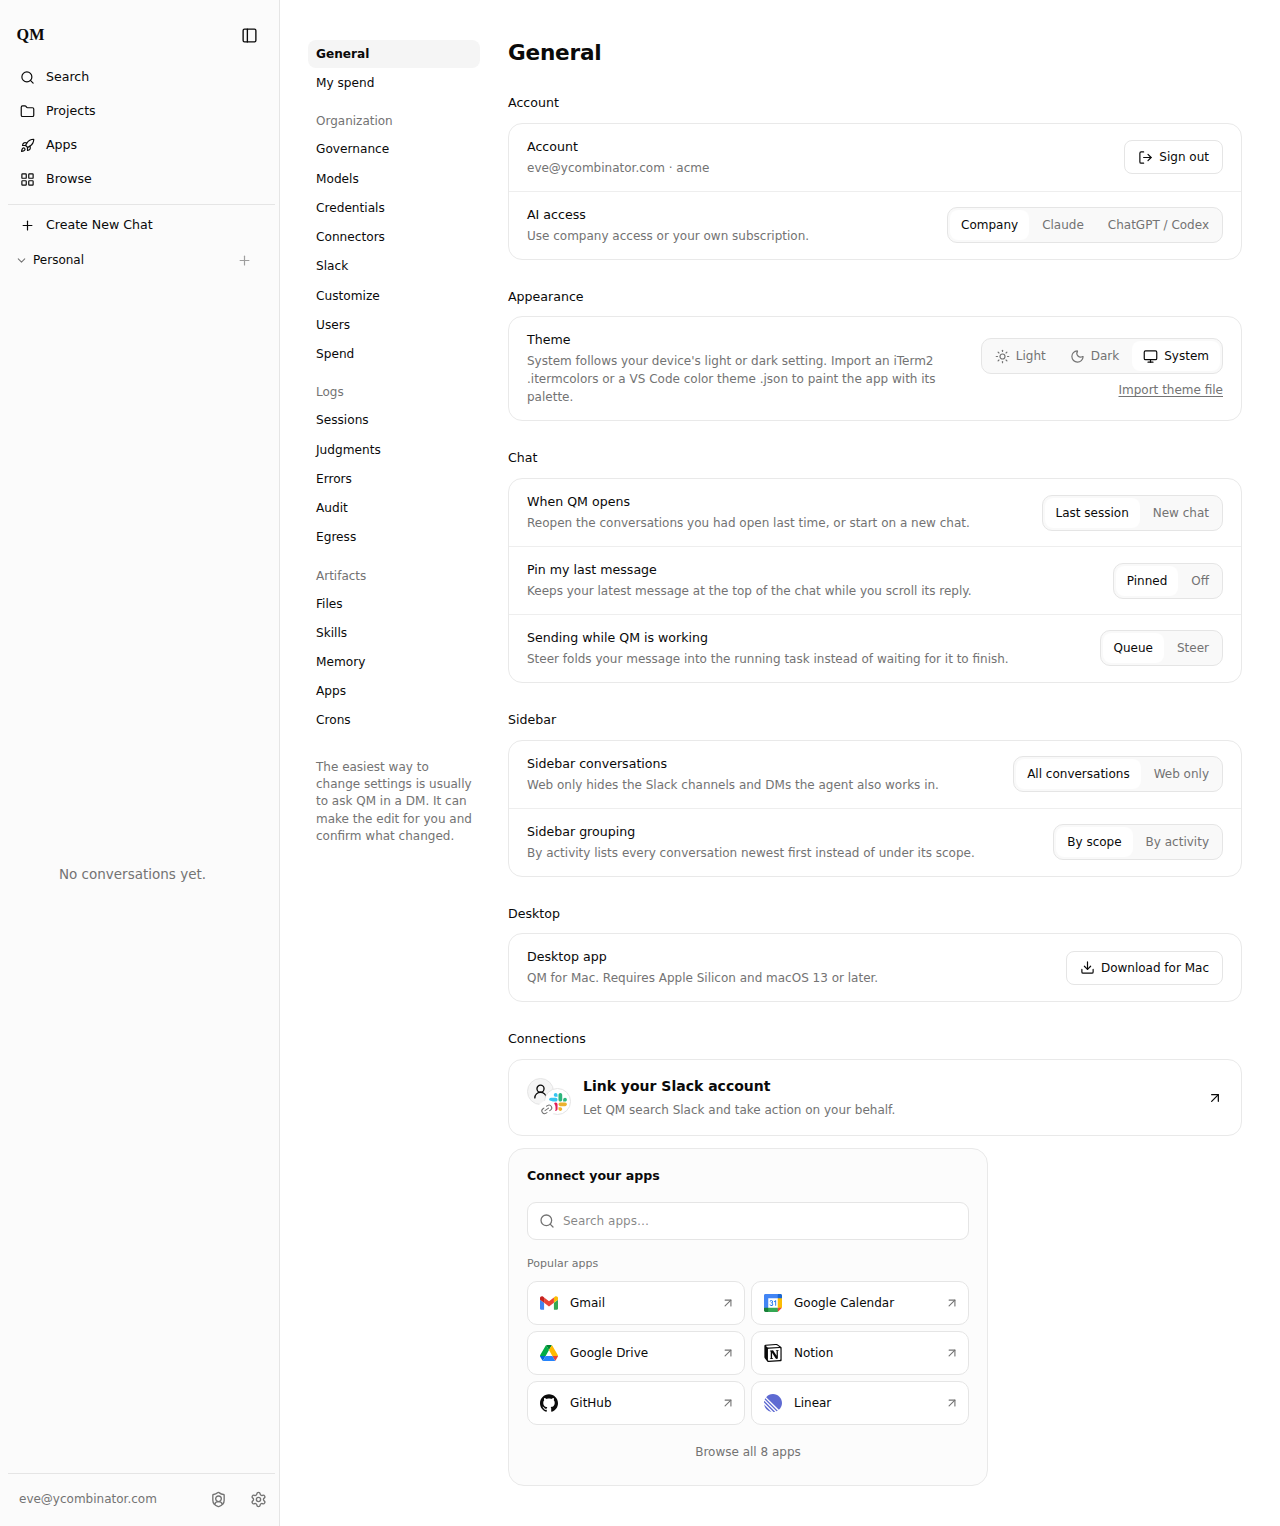 QM
Search
Projects
Apps
Browse
Create New Chat
Personal
No conversations yet.
eve@ycombinator.com
General
My spend
Organization
Governance
Models
Credentials
Connectors
Slack
Customize
Users
Spend
Logs
Sessions
Judgments
Errors
Audit
Egress
Artifacts
Files
Skills
Memory
Apps
Crons
The easiest way to
change settings is usually
to ask QM in a DM. It can
make the edit for you and
confirm what changed.
General
Account
Account
eve@ycombinator.com · acme
Sign out
AI access
Use company access or your own subscription.
Company Claude ChatGPT / Codex
Appearance
Theme
System follows your device's light or dark setting. Import an iTerm2
.itermcolors or a VS Code color theme .json to paint the app with its
palette.
Light Dark System
Import theme file
Chat
When QM opens
Reopen the conversations you had open last time, or start on a new chat.
Last session New chat
Pin my last message
Keeps your latest message at the top of the chat while you scroll its reply.
Pinned Off
Sending while QM is working
Steer folds your message into the running task instead of waiting for it to finish.
Queue Steer
Sidebar
Sidebar conversations
Web only hides the Slack channels and DMs the agent also works in.
All conversations Web only
Sidebar grouping
By activity lists every conversation newest first instead of under its scope.
By scope By activity
Desktop
Desktop app
QM for Mac. Requires Apple Silicon and macOS 13 or later.
Download for Mac
Connections
Link your Slack account
Let QM search Slack and take action on your behalf.
Connect your apps
Search apps...
Popular apps
Gmail
31
Google Calendar
Google Drive
Notion
GitHub
Linear
Browse all 8 apps